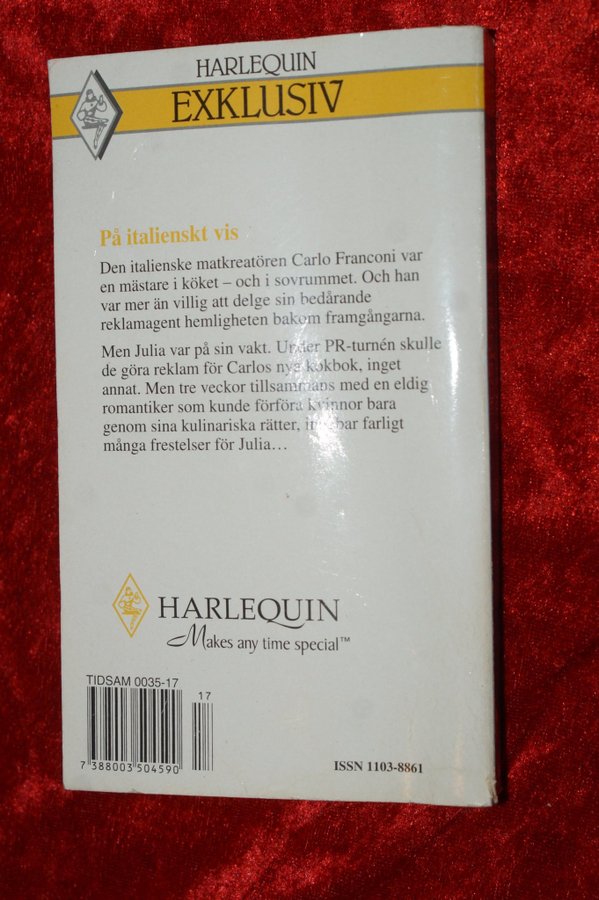 HARLEQUIN
EXKLUSIV
På italienskt vis
Den italienske matkreatören Carlo Franconi var
en mästare i köket – och i sovrummet. Och han
var mer än villig att delge sin bedårande
reklamagent hemligheten bakom framgångarna.
Men Julia var på sin vakt. Under PR-turnén skulle
de göra reklam för Carlos nya kokbok, inget
annat. Men tre veckor tillsammans med en eldig
romantiker som kunde förföra kvinnor bara
genom sina kulinariska rätter, innebar farligt
många frestelser för Julia…
HARLEQUIN
Makes any time special™
TIDSAM 0035-17
17
7 388003 504590
ISSN 1103-8861